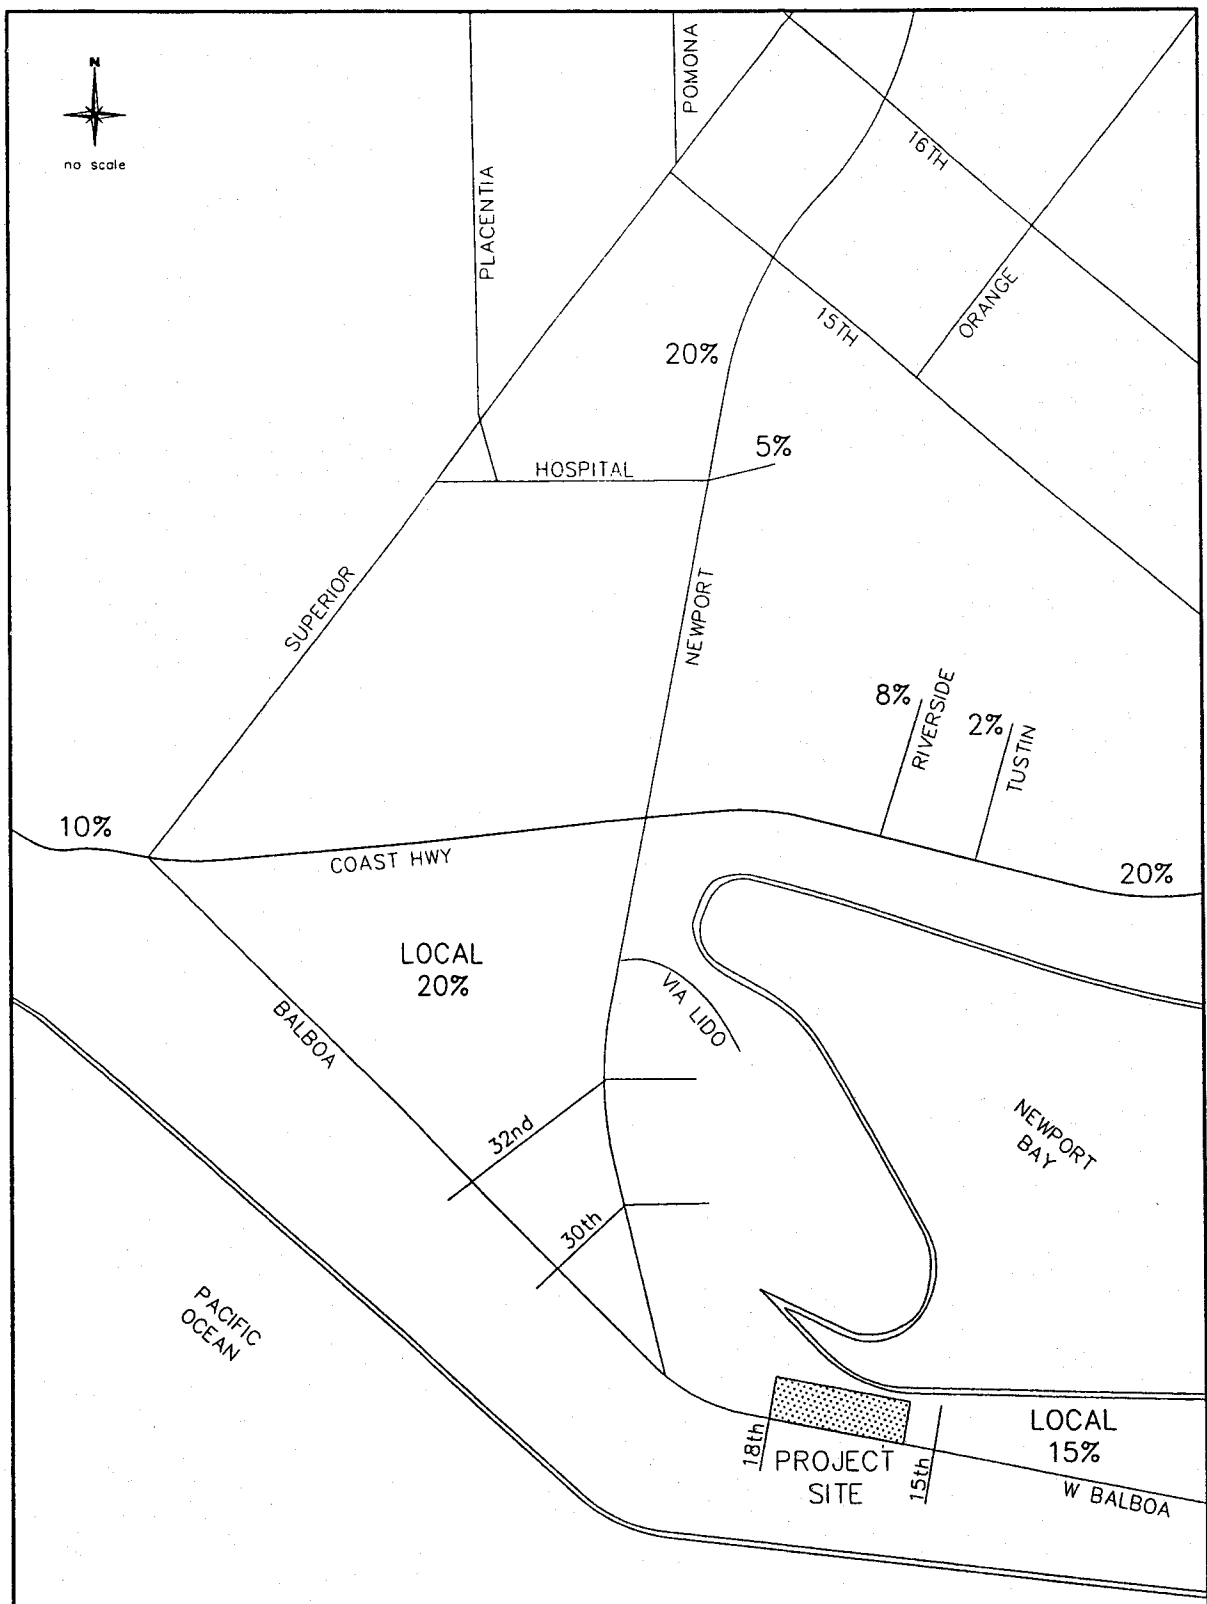 N
no scale
POMONA
16TH
PLACENTIA
ORANGE
15TH
20%
5%
HOSPITAL
SUPERIOR
NEWPORT
8%
RIVERSIDE
2%
TUSTIN
10%
COAST HWY
20%
LOCAL
20%
VIA LIDO
BALBOA
32nd
NEWPORT
BAY
30th
PACIFIC
OCEAN
LOCAL
15%
18th
PROJECT
SITE
15th
W BALBOA